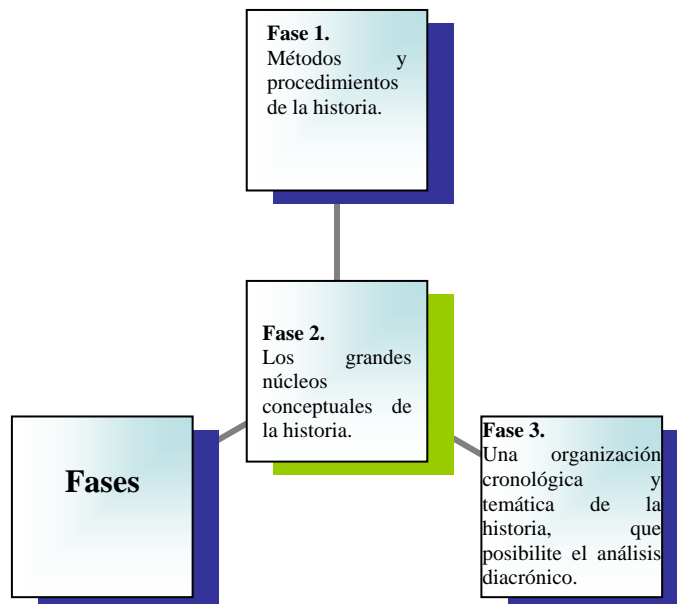 Fase 1.
Métodos y
procedimientos
de la historia.
Fase 2.
Los grandes
núcleos
conceptuales de
la historia.
Fases
Fase 3.
Una organización
cronológica y
temática de la
historia, que
posibilite el análisis
diacrónico.